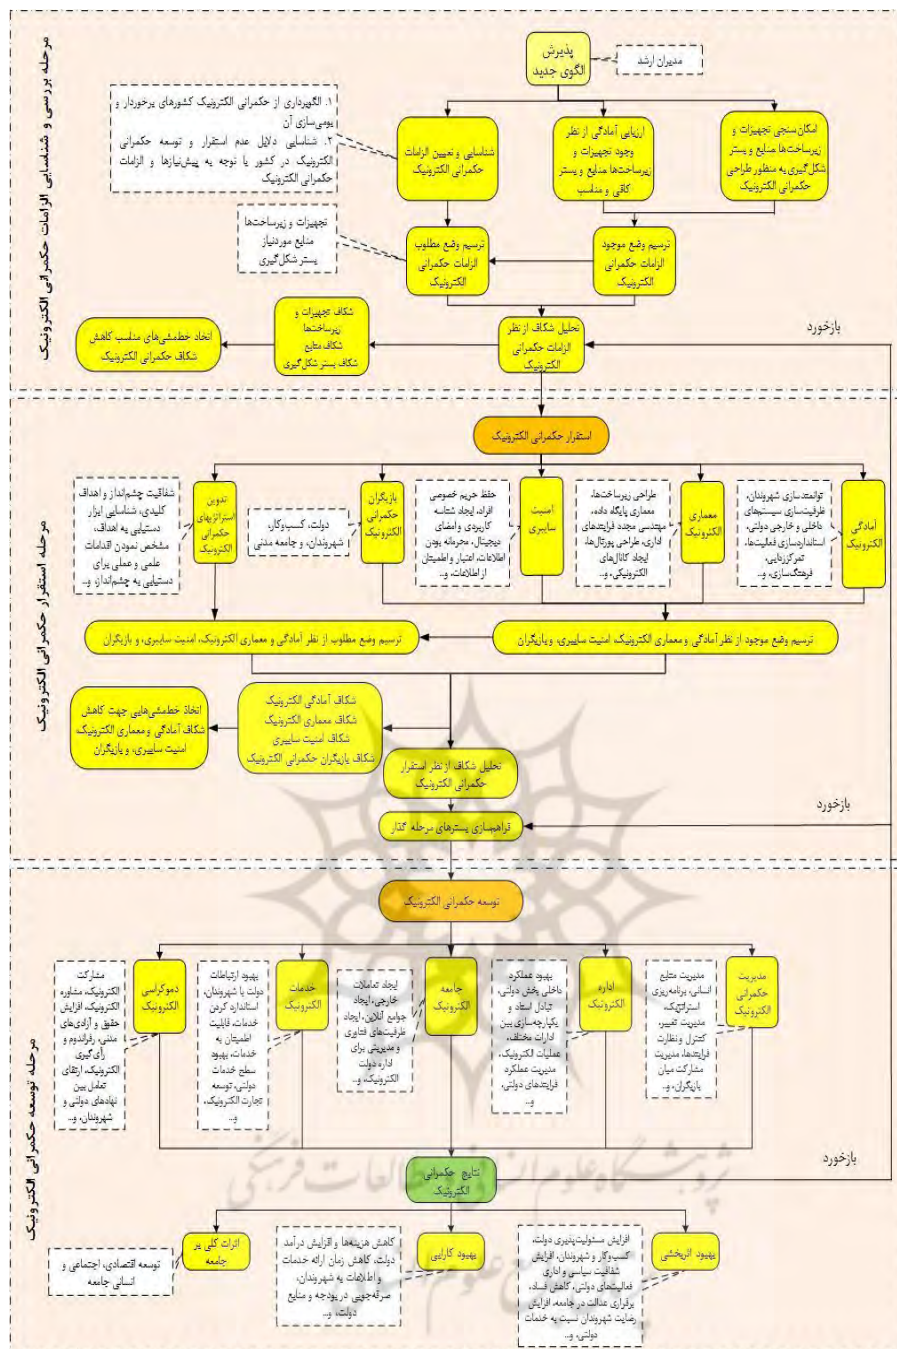 مرحله بررسی و شناسایی الزامات حکمرانی الکترونیک
پذیرش
الگوی جدید
مدیران ارشد
امکان‌سنجی تجهیزات و
زیرساخت‌ها منابع و بستر
شکل‌گیری به منظور طراحی
حکمرانی الکترونیک
ارزیابی آمادگی از نظر
وجود تجهیزات و
زیرساخت‌ها منابع و بستر
کافی و مناسب
شناسایی و تعیین الزامات
حکمرانی الکترونیک
۱. الگوبرداری از حکمرانی الکترونیک کشورهای برخوردار و
بومی‌سازی آن
۲. شناسایی دلایل عدم استقرار و توسعه حکمرانی
الکترونیک در کشور با توجه به پیش‌نیازها و الزامات
حکمرانی الکترونیک
ترسیم وضع موجود
الزامات حکمرانی
الکترونیک
ترسیم وضع مطلوب
الزامات حکمرانی
الکترونیک
تجهیزات و زیرساخت‌ها
منابع موردنیاز
بستر شکل‌گیری
بازخورد
تحلیل شکاف از نظر
الزامات حکمرانی
الکترونیک
شکاف تجهیزات و
زیرساخت‌ها
شکاف منابع
شکاف بستر شکل‌گیری
اتخاذ خط‌مشی‌های مناسب کاهش
شکاف حکمرانی الکترونیک
مرحله استقرار حکمرانی الکترونیک
استقرار حکمرانی الکترونیک
آمادگی
الکترونیک
توانمندسازی شهروندان،
ظرفیت‌سازی سیستم‌های
داخلی و خارجی دولتی،
استانداردسازی فعالیت‌ها،
تمرکززدایی،
فرهنگ‌سازی، و...
معماری
الکترونیک
طراحی زیرساخت‌ها،
معماری پایگاه داده،
مهندسی مجدد فرایندهای
اداری، طراحی پورتال‌ها،
ایجاد کانال‌های
الکترونیکی، و...
امنیت
سایبری
حفظ حریم خصوصی
افراد، ایجاد شناسه
کاربردی و امضای
دیجیتال، محرمانه بودن
اطلاعات، اعتبار و اطمینان
از اطلاعات، و...
بازیگران
حکمرانی
الکترونیک
دولت، کسب‌وکار،
شهروندان، و جامعه مدنی
تدوین
استراتژیهای
حکمرانی
الکترونیک
شفافیت چشم‌انداز و اهداف
کلیدی، شناسایی ابزار
دستیابی به اهداف،
مشخص نمودن اقدامات
علمی و عملی برای
دستیابی به چشم‌انداز، و...
ترسیم وضع موجود از نظر آمادگی و معماری الکترونیک، امنیت سایبری، و بازیگران
ترسیم وضع مطلوب از نظر آمادگی و معماری الکترونیک، امنیت سایبری، و بازیگران
شکاف آمادگی الکترونیک
شکاف معماری الکترونیک
شکاف امنیت سایبری
شکاف بازیگران حکمرانی الکترونیک
اتخاذ خط‌مشی‌هایی جهت کاهش
شکاف آمادگی و معماری الکترونیک،
امنیت سایبری، و بازیگران
تحلیل شکاف از نظر استقرار
حکمرانی الکترونیک
بازخورد
فراهم‌سازی بسترهای مرحله گذار
مرحله توسعه حکمرانی الکترونیک
توسعه حکمرانی الکترونیک
مدیریت
حکمرانی
الکترونیک
مدیریت منابع
انسانی، برنامه‌ریزی
استراتژیک،
مدیریت تغییر،
کنترل و نظارت
فرایندها، مدیریت
مشارکت میان
بازیگران، و...
اداره
الکترونیک
بهبود عملکرد
داخلی بخش دولتی،
تبادل اسناد و
یکپارچه‌سازی بین
ادارات مختلف،
عملیات الکترونیک،
مدیریت عملکرد
فرایندهای دولتی،
و...
جامعه
الکترونیک
ایجاد تعاملات
خارجی، ایجاد
جوامع آنلاین، ایجاد
ظرفیت‌های فناوری
و مدیریتی برای
اداره دولت
الکترونیک، و...
خدمات
الکترونیک
بهبود ارتباطات
دولت با شهروندان،
استاندارد کردن
خدمات، قابلیت
اطمینان به
خدمات، بهبود
سطح خدمات
دولتی، توسعه
تجارت الکترونیک،
و...
دموکراسی
الکترونیک
مشارکت
الکترونیک، مشاوره
الکترونیک، افزایش
حقوق و آزادی‌های
مدنی، رفراندوم و
رأی‌گیری
الکترونیک، ارتقای
تعامل بین
نهادهای دولتی و
شهروندان، و...
بازخورد
نتایج حکمرانی
الکترونیک
پژوهشگاه علوم انسانی و مطالعات فرهنگی
بهبود اثربخشی
افزایش مسئولیت‌پذیری دولت،
کسب‌وکار و شهروندان، افزایش
شفافیت سیاسی و اداری
فعالیت‌های دولتی، کاهش فساد،
برقراری عدالت در جامعه، افزایش
رضایت شهروندان نسبت به خدمات
دولتی، و...
بهبود کارایی
کاهش هزینه‌ها و افزایش درآمد
دولت، کاهش زمان ارائه خدمات
و اطلاعات به شهروندان،
صرفه‌جویی در بودجه و منابع
دولت، و...
اثرات کلی بر
جامعه
توسعه اقتصادی، اجتماعی و
انسانی جامعه